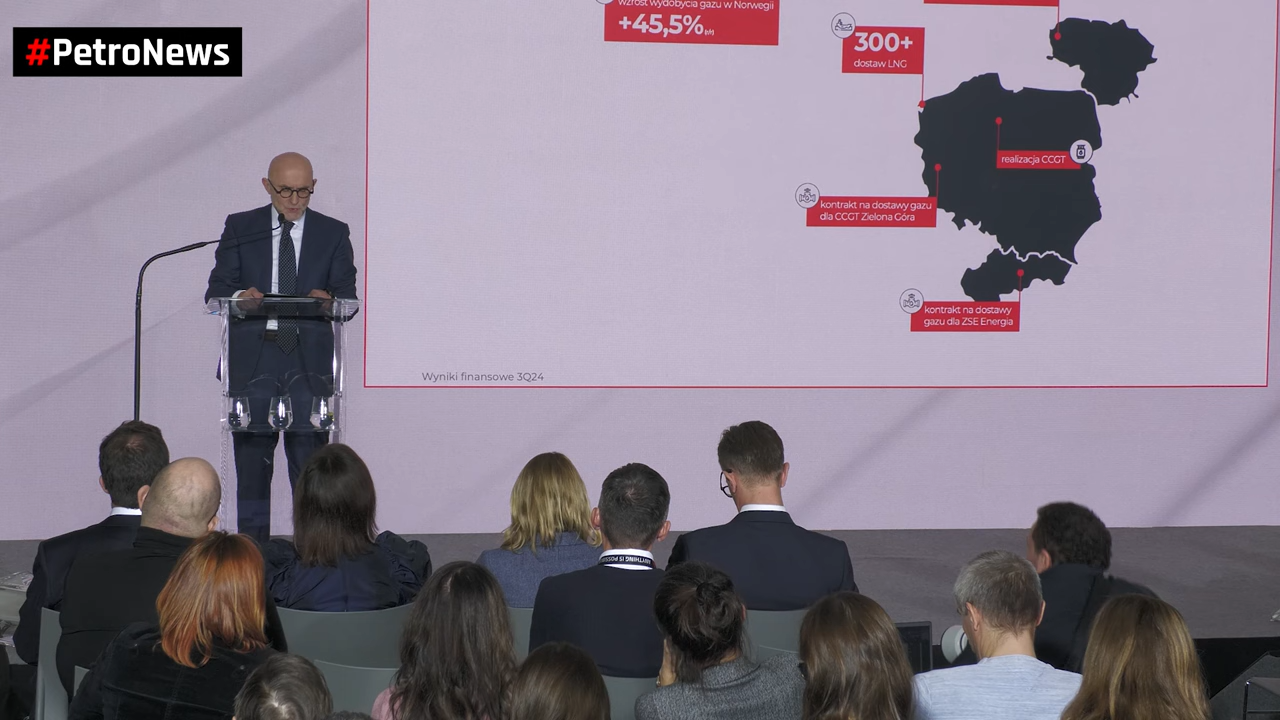 #PetroNews
wzrost wydobycia gazu w Norwegii
+45,5% (r/r)
300+
dostaw LNG
realizacja CCGT
kontrakt na dostawy gazu
dla CCGT Zielona Góra
kontrakt na dostawy
gazu dla ZSE Energia
Wyniki finansowe 3Q24